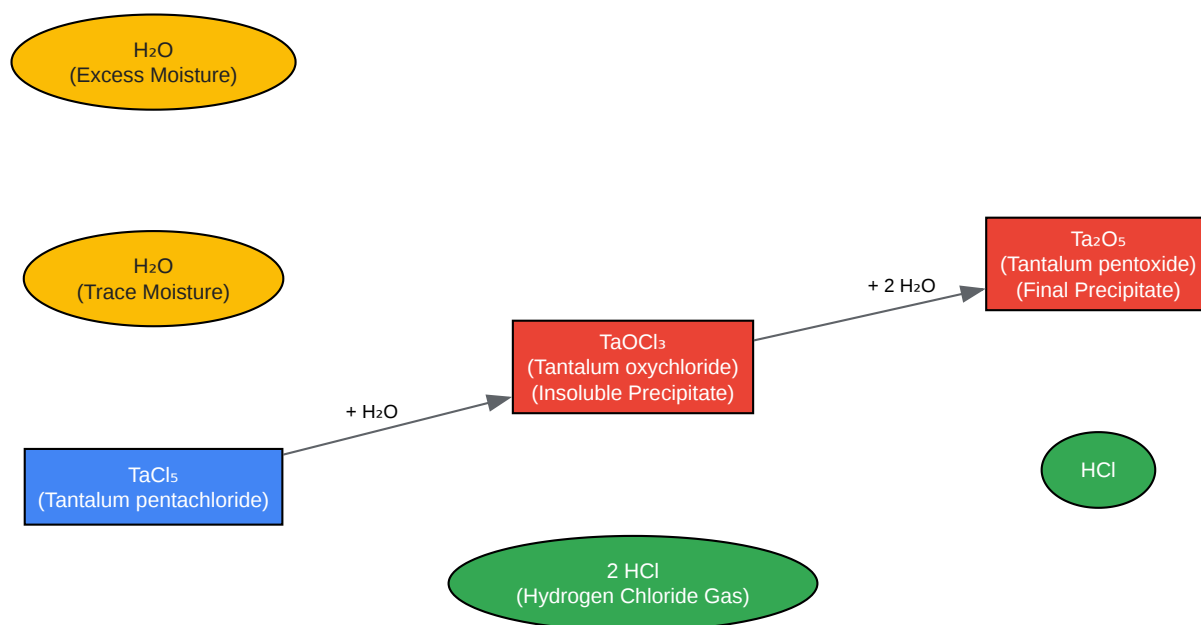 H₂O
(Excess Moisture)
H₂O
(Trace Moisture)
Ta₂O₅
(Tantalum pentoxide)
(Final Precipitate)
+ 2 H₂O
TaOCl₃
(Tantalum oxychloride)
(Insoluble Precipitate)
+ H₂O
TaCl₅
(Tantalum pentachloride)
HCl
2 HCl
(Hydrogen Chloride Gas)